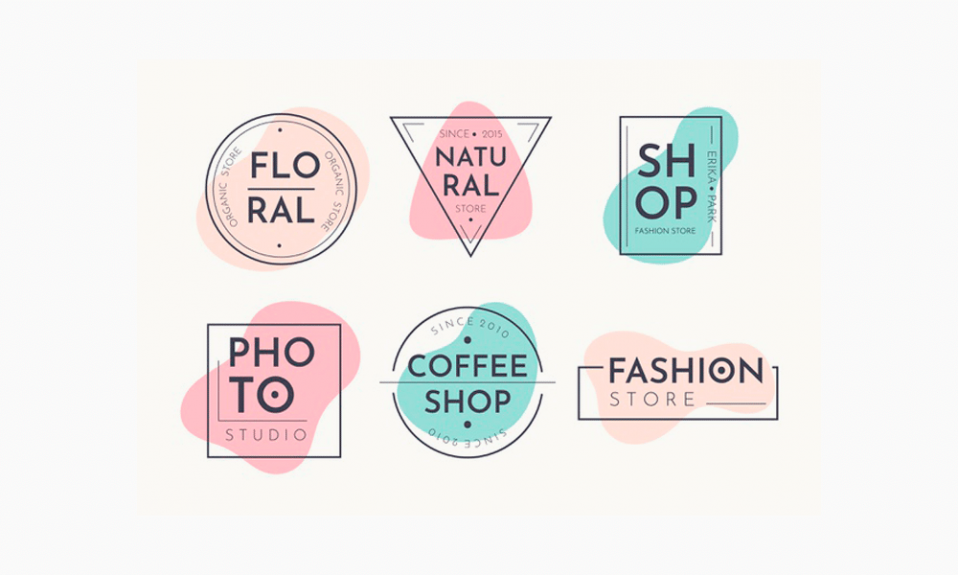 FLO
RAL
ORGANIC STORE
ORGANIC STORE
SINCE • 2015
NATU
RAL
STORE
SH
OP
FASHION STORE
ERIKA • PARK
PHO
TO
STUDIO
SINCE 2010
COFFEE
SHOP
SINCE 2010
FASHION
STORE